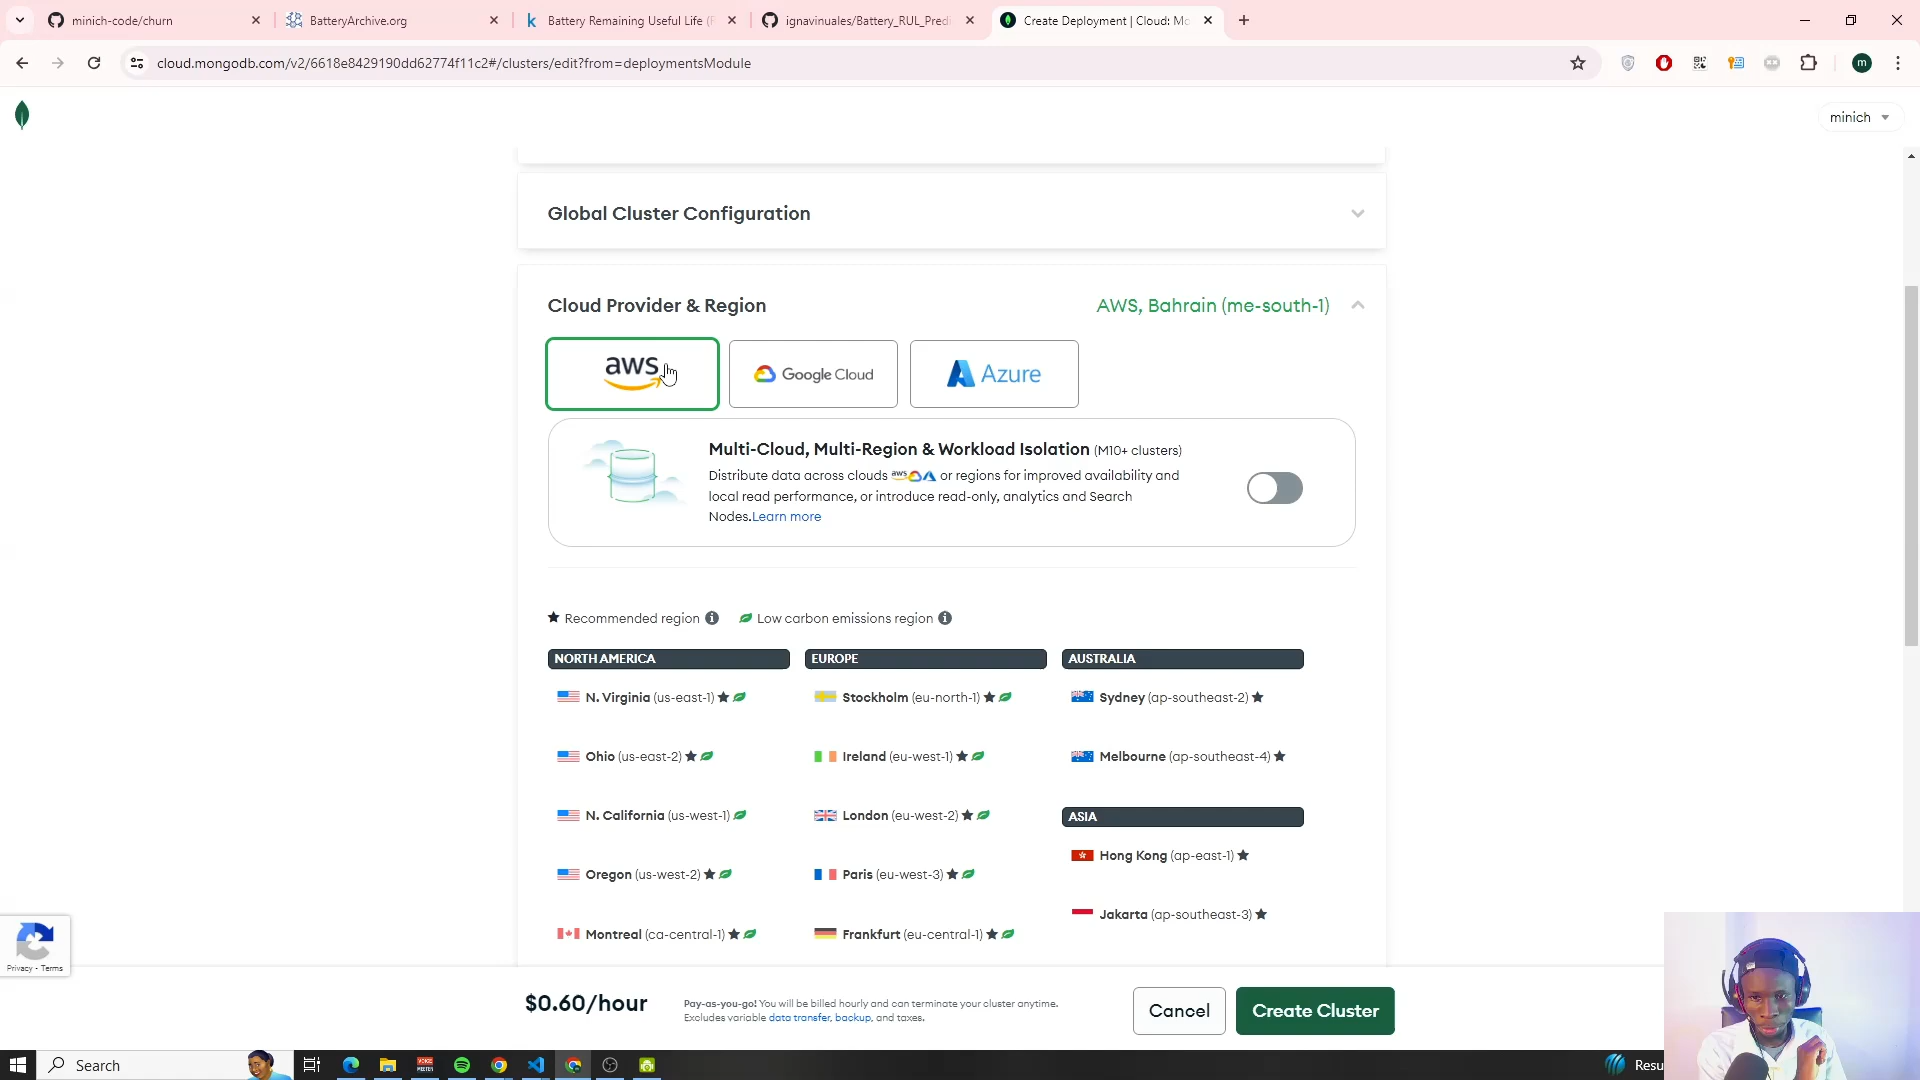 minich-code/churn
BatteryArchive.org
Battery Remaining Useful Life (F
ignavinuales/Battery_RUL_Predi
Create Deployment | Cloud: Mo
cloud.mongodb.com/v2/6618e8429190dd62774f11c2#/clusters/edit?from=deploymentsModule
m
minich
Global Cluster Configuration
Cloud Provider & Region
AWS, Bahrain (me-south-1)
aws
Google Cloud
Azure
Multi-Cloud, Multi-Region & Workload Isolation (M10+ clusters)
Distribute data across clouds aws or regions for improved availability and
local read performance, or introduce read-only, analytics and Search
Nodes.Learn more
Recommended region
Low carbon emissions region
NORTH AMERICA
N. Virginia (us-east-1)
Ohio (us-east-2)
N. California (us-west-1)
Oregon (us-west-2)
Montreal (ca-central-1)
EUROPE
Stockholm (eu-north-1)
Ireland (eu-west-1)
London (eu-west-2)
Paris (eu-west-3)
Frankfurt (eu-central-1)
AUSTRALIA
Sydney (ap-southeast-2)
Melbourne (ap-southeast-4)
ASIA
Hong Kong (ap-east-1)
Jakarta (ap-southeast-3)
Privacy - Terms
$0.60/hour
Pay-as-you-go! You will be billed hourly and can terminate your cluster anytime.
Excludes variable data transfer, backup, and taxes.
Cancel
Create Cluster
Search
Resu